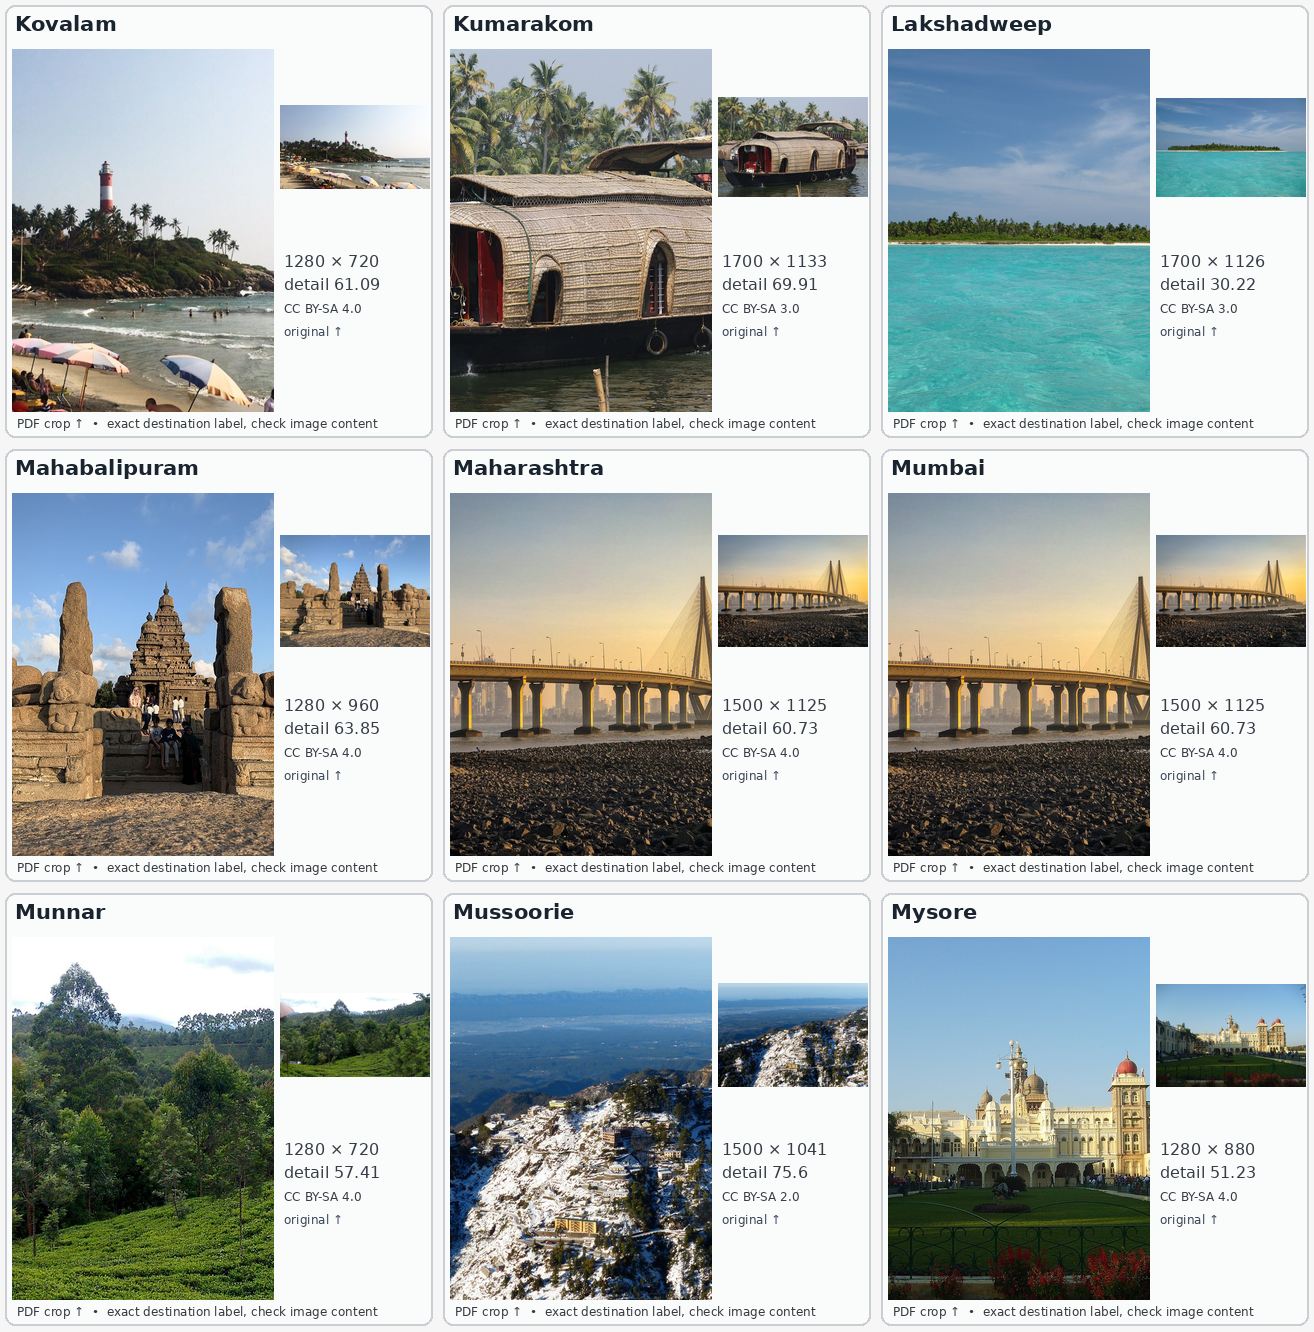 Kovalam
1280 × 720
detail 61.09
CC BY-SA 4.0
original ↑
PDF crop ↑ • exact destination label, check image content
Kumarakom
1700 × 1133
detail 69.91
CC BY-SA 3.0
original ↑
PDF crop ↑ • exact destination label, check image content
Lakshadweep
1700 × 1126
detail 30.22
CC BY-SA 3.0
original ↑
PDF crop ↑ • exact destination label, check image content
Mahabalipuram
1280 × 960
detail 63.85
CC BY-SA 4.0
original ↑
PDF crop ↑ • exact destination label, check image content
Maharashtra
1500 × 1125
detail 60.73
CC BY-SA 4.0
original ↑
PDF crop ↑ • exact destination label, check image content
Mumbai
1500 × 1125
detail 60.73
CC BY-SA 4.0
original ↑
PDF crop ↑ • exact destination label, check image content
Munnar
1280 × 720
detail 57.41
CC BY-SA 4.0
original ↑
PDF crop ↑ • exact destination label, check image content
Mussoorie
1500 × 1041
detail 75.6
CC BY-SA 2.0
original ↑
PDF crop ↑ • exact destination label, check image content
Mysore
1280 × 880
detail 51.23
CC BY-SA 4.0
original ↑
PDF crop ↑ • exact destination label, check image content